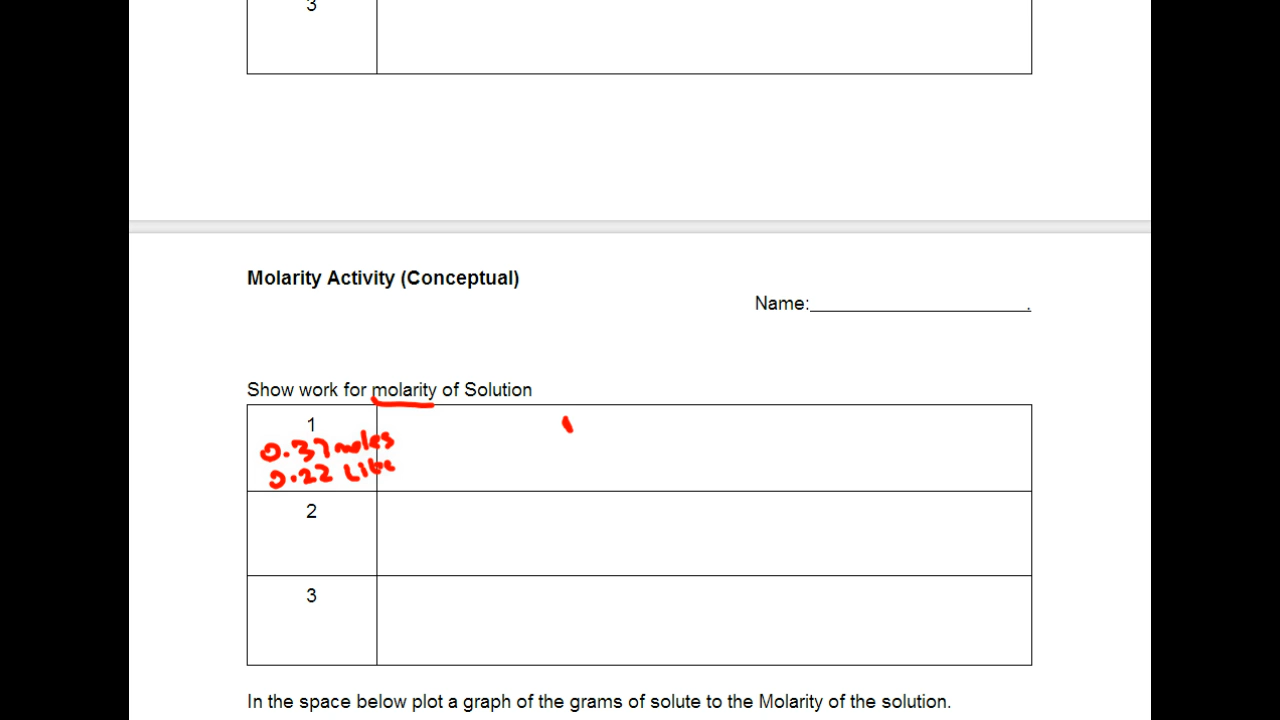 3
Molarity Activity (Conceptual)
Name: .
Show work for molarity of Solution
1
0.37 moles
0.22 Lite
2
3
In the space below plot a graph of the grams of solute to the Molarity of the solution.